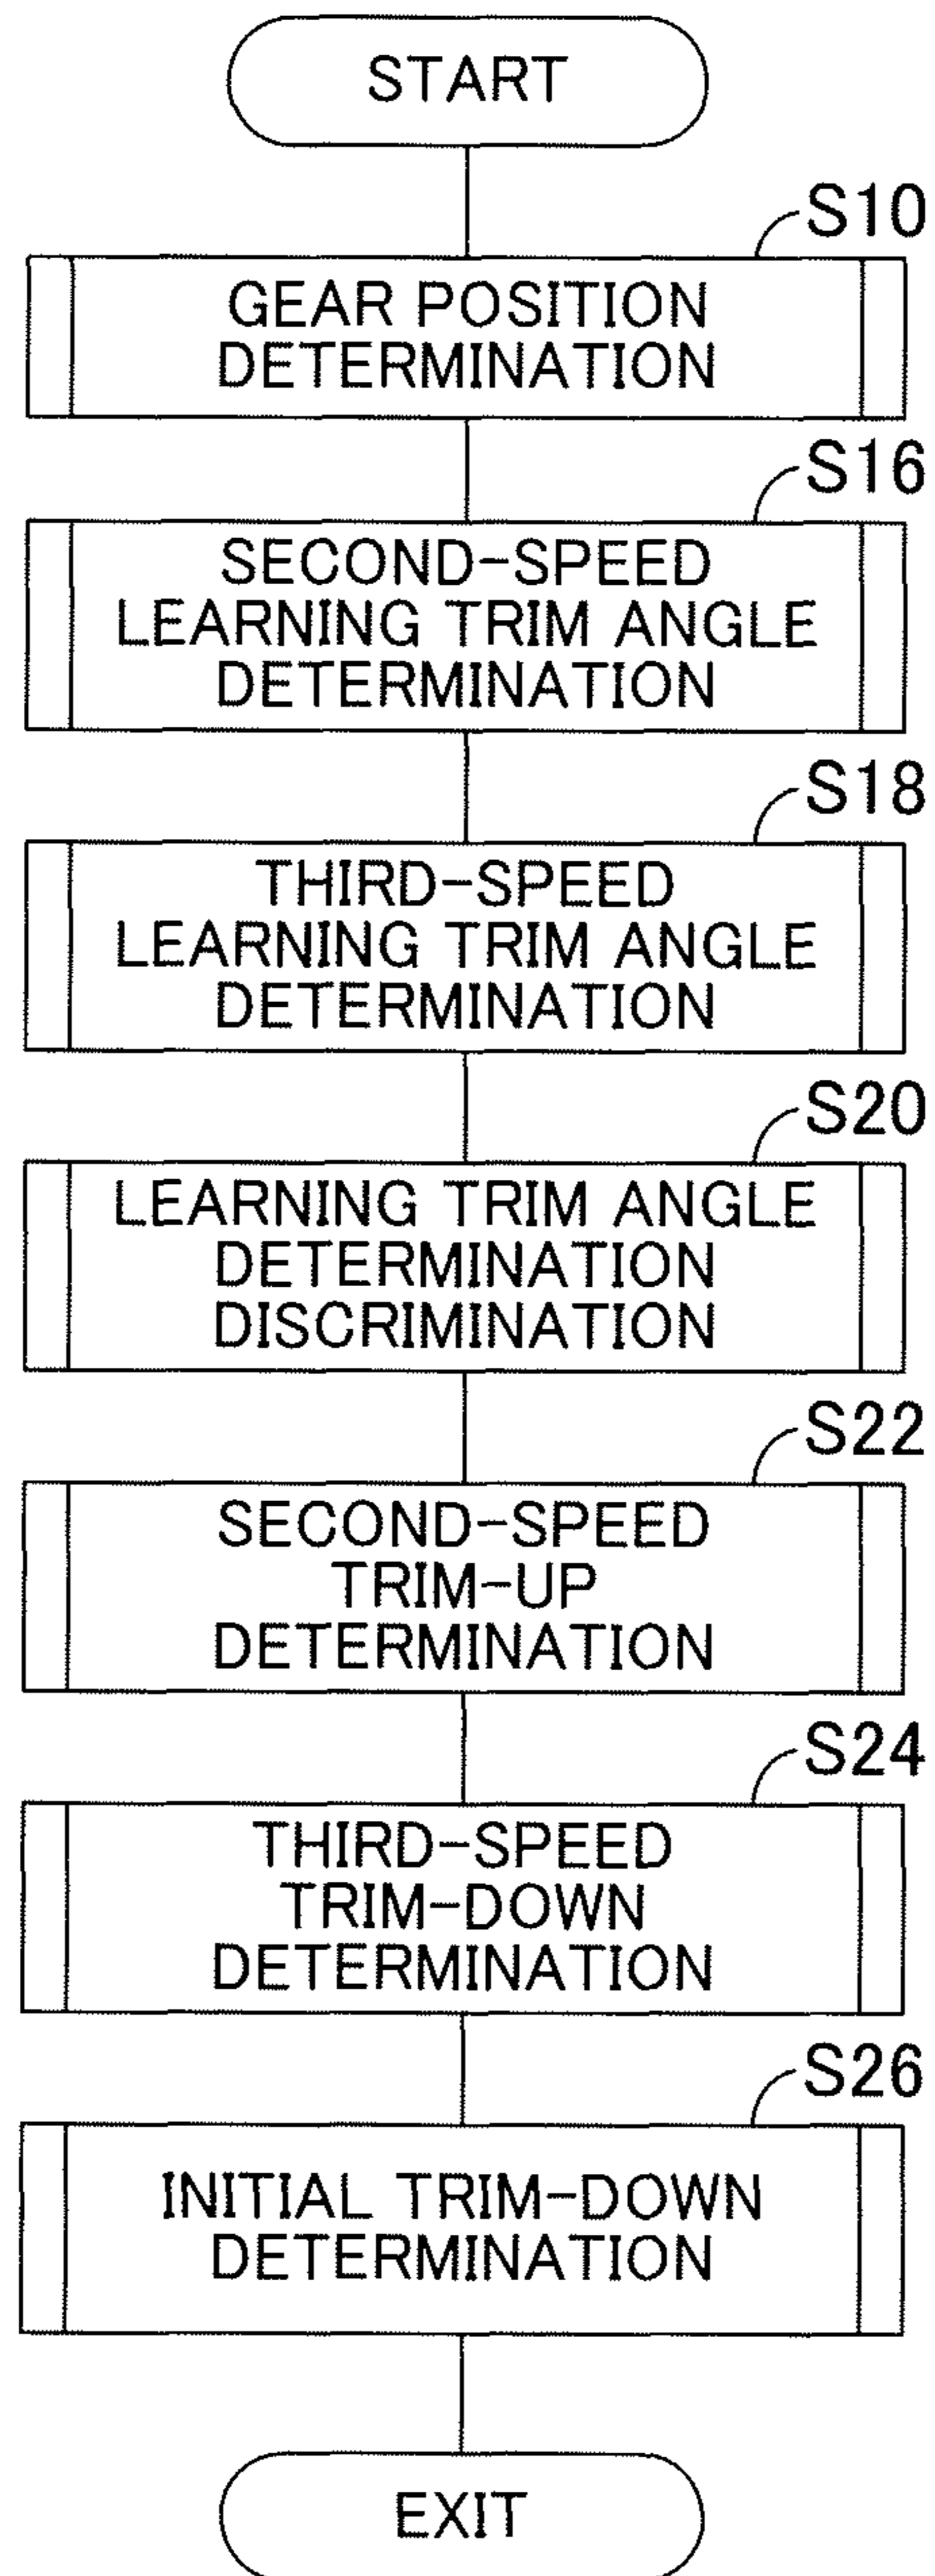 START
S10
GEAR POSITION
DETERMINATION
S16
SECOND-SPEED
LEARNING TRIM ANGLE
DETERMINATION
S18
THIRD-SPEED
LEARNING TRIM ANGLE
DETERMINATION
S20
LEARNING TRIM ANGLE
DETERMINATION
DISCRIMINATION
S22
SECOND-SPEED
TRIM-UP
DETERMINATION
S24
THIRD-SPEED
TRIM-DOWN
DETERMINATION
S26
INITIAL TRIM-DOWN
DETERMINATION
EXIT